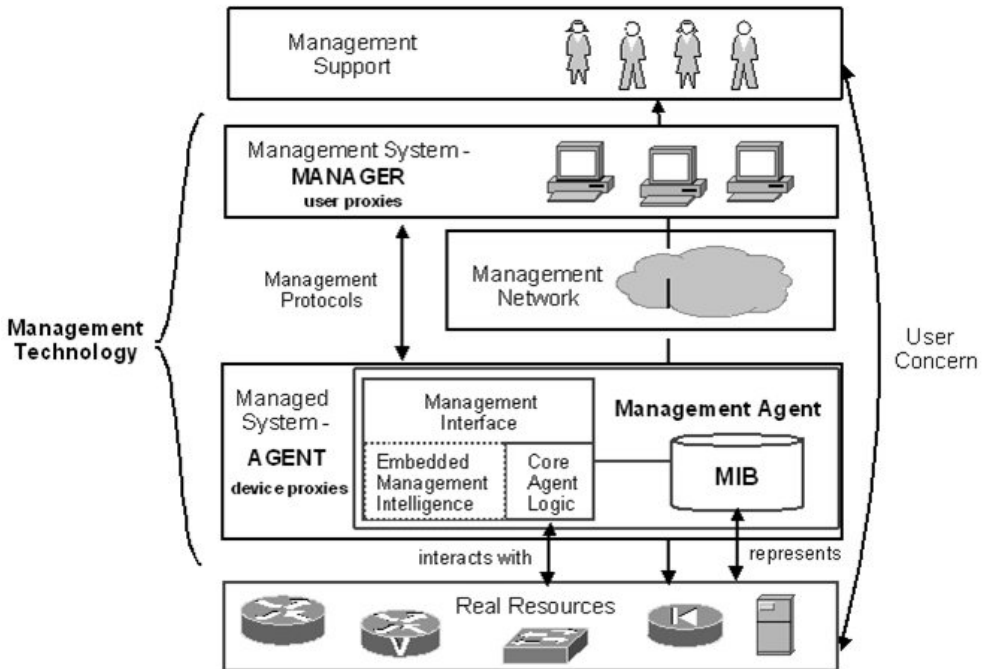 Management
Support
Management System -
MANAGER
user proxies
Management
Protocols
Management
Network
Management
Technology
User
Concern
Managed
System -
AGENT
device proxies
Management
Interface
Embedded
Management
Intelligence
Core
Agent
Logic
Management Agent
MIB
interacts with
represents
Real Resources
V